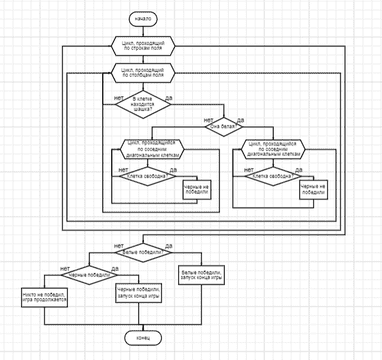 начало
Цикл, проходящий
по строкам поля
Цикл, проходящий
по столбцам поля
нет
В клетке
находится
шашка?
да
нет
Она белая?
да
Цикл, проходящийся
по соседним
диагональным клеткам
Цикл, проходящийся
по соседним
диагональным клеткам
нет
Клетка свободна?
да
нет
Клетка свободна?
да
Черные не
победили
Черные не
победили
нет
Белые победили?
да
нет
Черные победили?
да
Белые победили,
запуск конца игры
Никто не победил,
игра продолжается
Черные победили,
запуск конца игры
конец